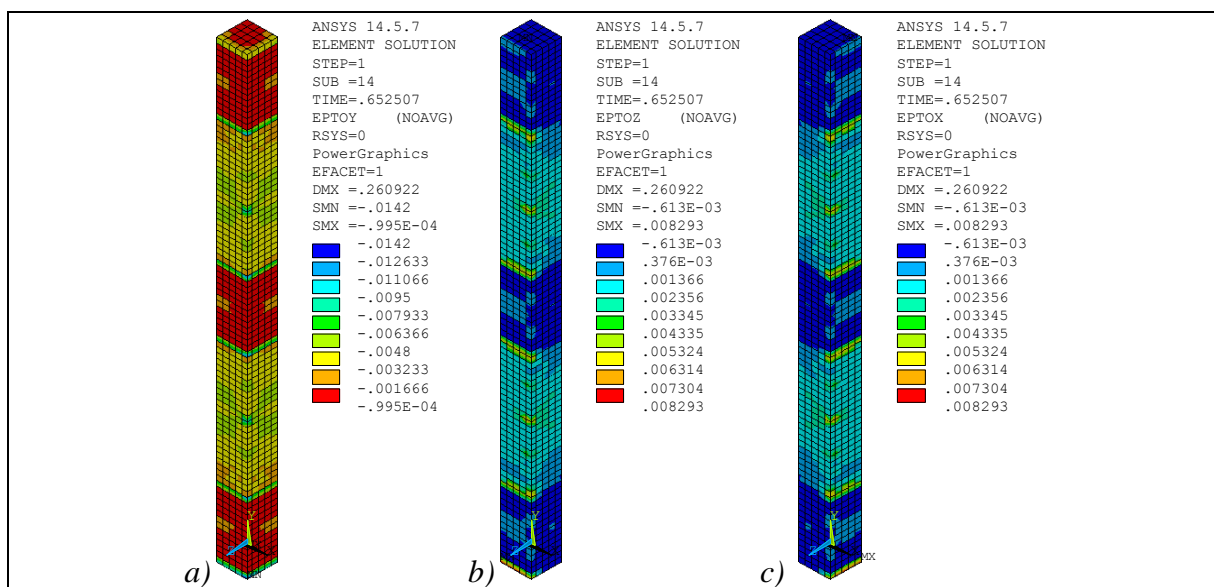 ANSYS 14.5.7
ELEMENT SOLUTION
STEP=1
SUB =14
TIME=.652507
EPTOY (NOAVG)
RSYS=0
PowerGraphics
EFACET=1
DMX =.260922
SMN =-.0142
SMX =-.995E-04
-.0142
-.012633
-.011066
-.0095
-.007933
-.006366
-.0048
-.003233
-.001666
-.995E-04
Y
Z
a)
ANSYS 14.5.7
ELEMENT SOLUTION
STEP=1
SUB =14
TIME=.652507
EPTOZ (NOAVG)
RSYS=0
PowerGraphics
EFACET=1
DMX =.260922
SMN =-.613E-03
SMX =.008293
-.613E-03
.376E-03
.001366
.002356
.003345
.004335
.005324
.006314
.007304
.008293
Y
Z
b)
ANSYS 14.5.7
ELEMENT SOLUTION
STEP=1
SUB =14
TIME=.652507
EPTOX (NOAVG)
RSYS=0
PowerGraphics
EFACET=1
DMX =.260922
SMN =-.613E-03
SMX =.008293
-.613E-03
.376E-03
.001366
.002356
.003345
.004335
.005324
.006314
.007304
.008293
Y
Z
MX
c)